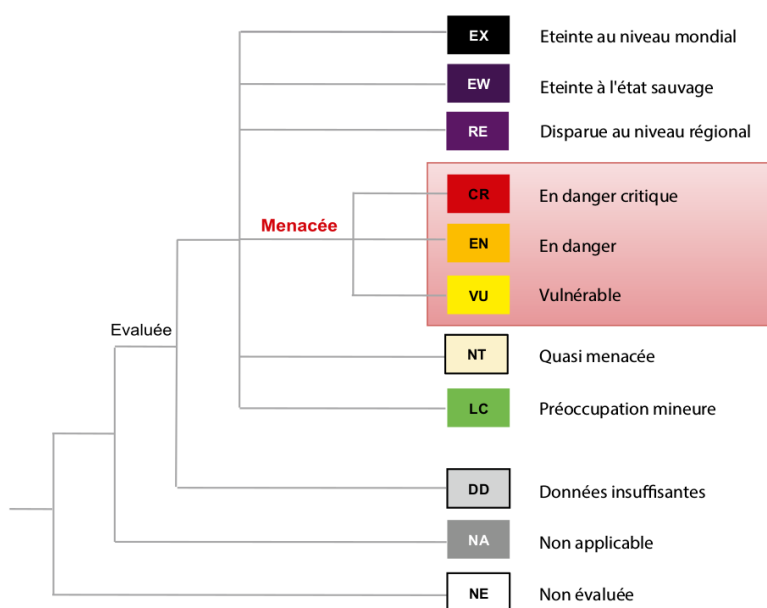 EX Eteinte au niveau mondial
EW Eteinte à l'état sauvage
RE Disparue au niveau régional
CR En danger critique
Menacée
EN En danger
VU Vulnérable
Evaluée
NT Quasi menacée
LC Préoccupation mineure
DD Données insuffisantes
NA Non applicable
NE Non évaluée